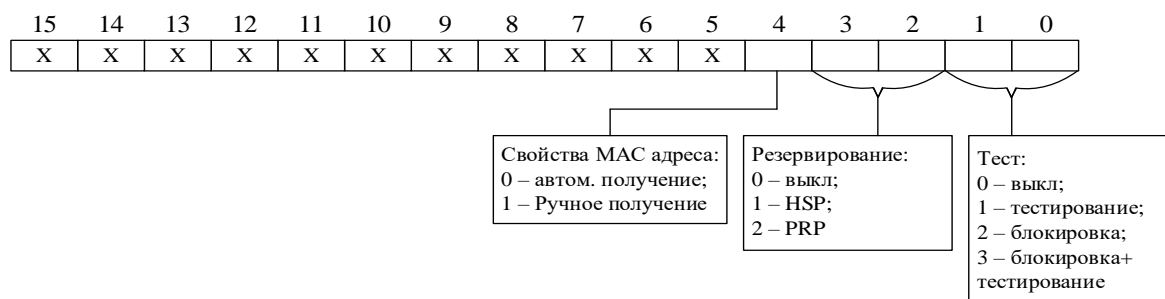 15 14 13 12 11 10 9 8 7 6 5 4 3 2 1 0
X X X X X X X X X X X
Свойства МАС адреса:
0 – автом. получение;
1 – Ручное получение
Резервирование:
0 – выкл;
1 – HSP;
2 – PRP
Тест:
0 – выкл;
1 – тестирование;
2 – блокировка;
3 – блокировка+
тестирование